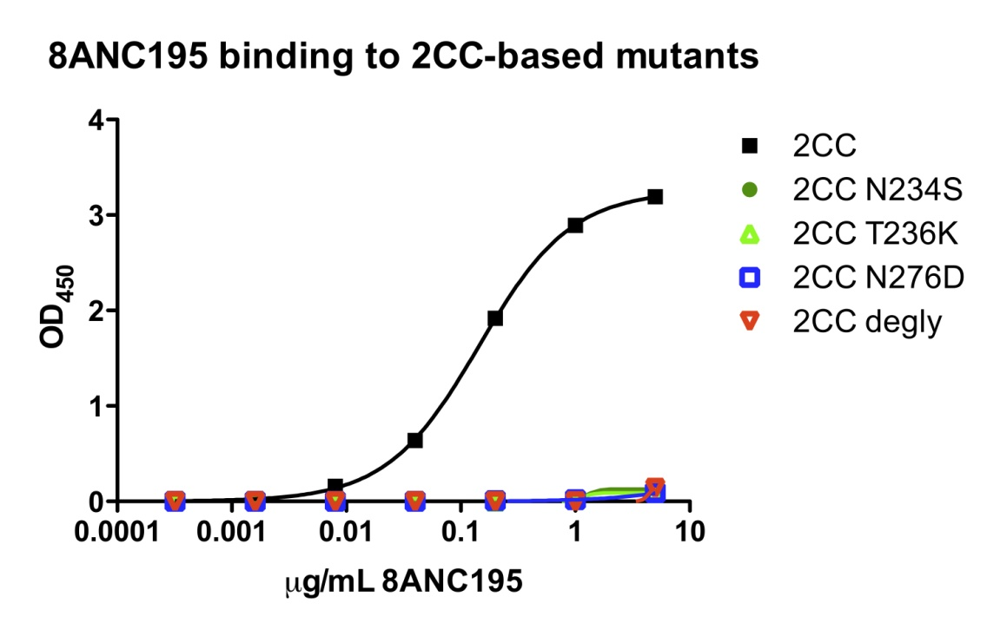 8ANC195 binding to 2CC-based mutants
4
3
2
1
0
OD450
0.0001 0.001 0.01 0.1 1 10
μg/mL 8ANC195
2CC
2CC N234S
2CC T236K
2CC N276D
2CC degly